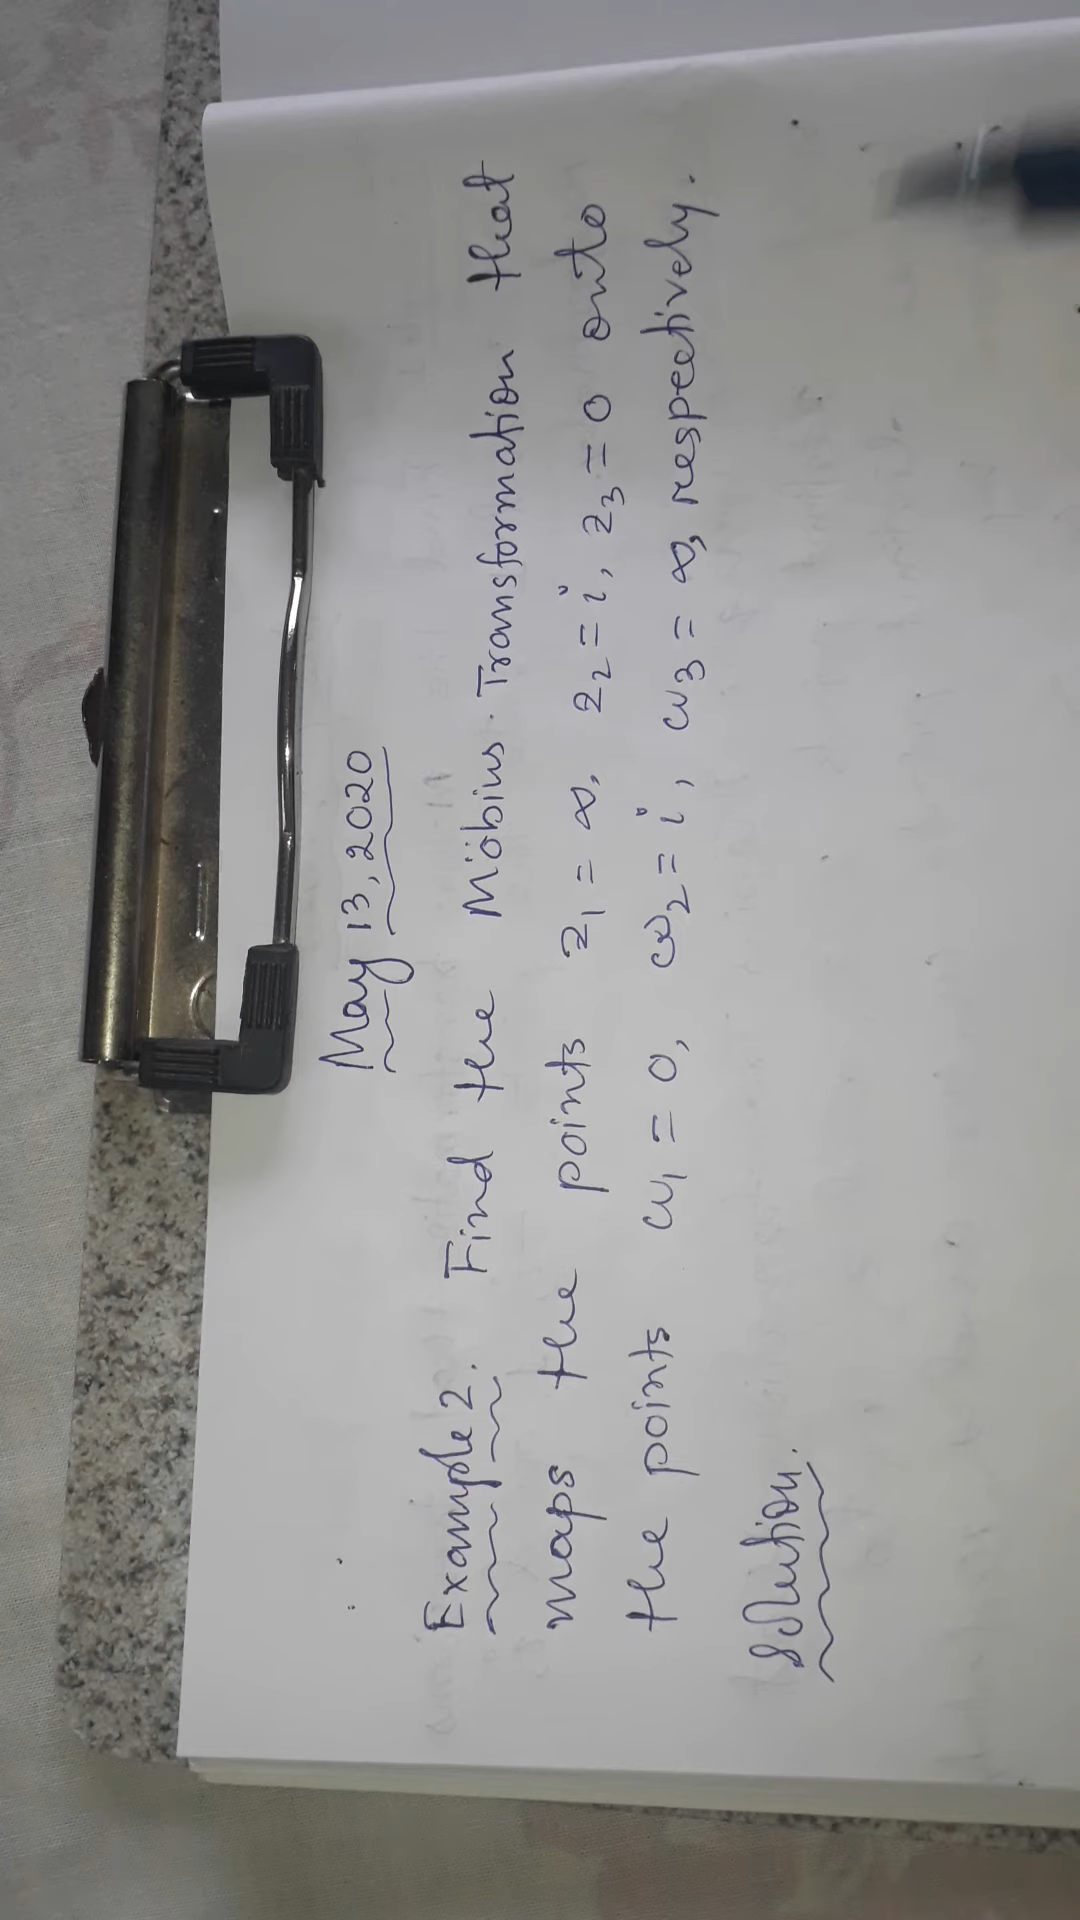 May 13, 2020
Example 2. Find the Möbius Transformation that
maps the points z₁ = ∞, z₂ = i, z₃ = 0 onto
the points w₁ = 0, w₂ = i, w₃ = ∞, respectively.
Solution.